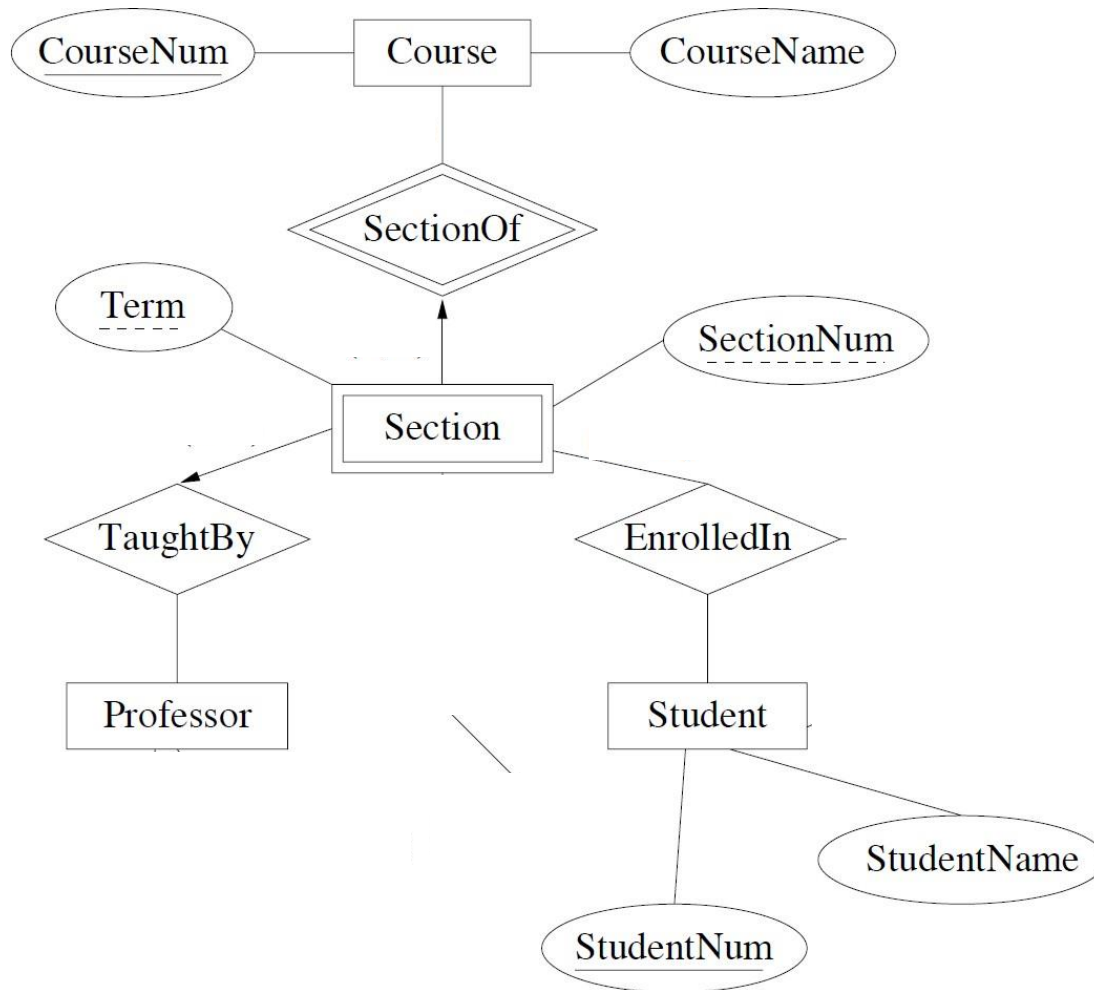 CourseNum
Course
CourseName
SectionOf
Term
SectionNum
Section
TaughtBy
EnrolledIn
Professor
Student
StudentName
StudentNum